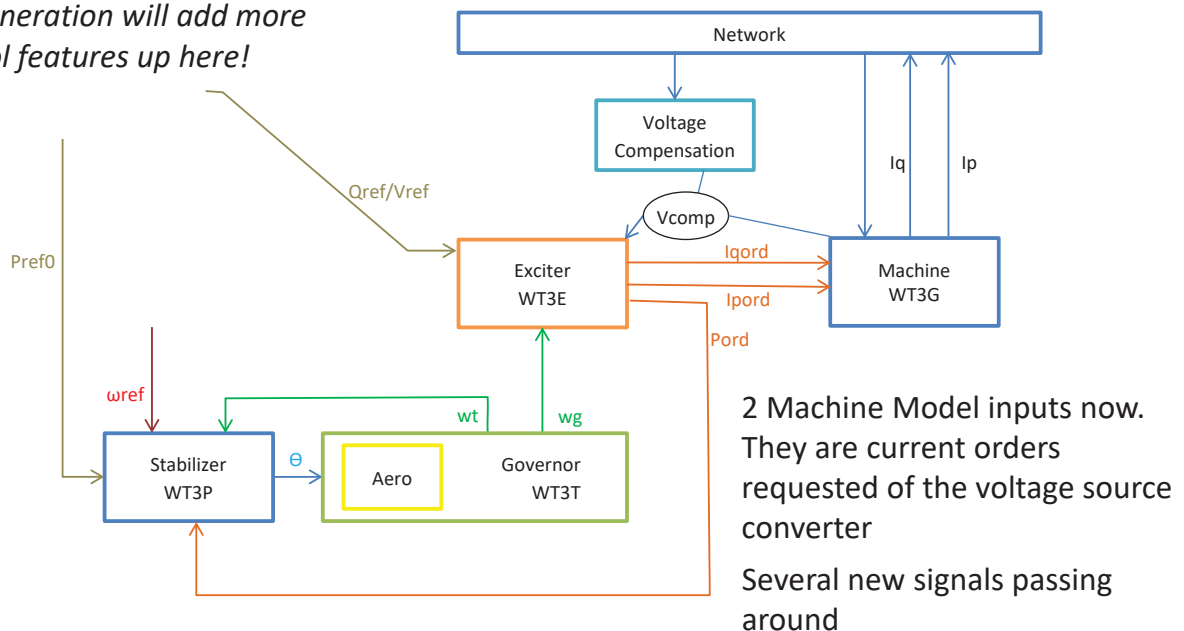 neration will add more
ol features up here!
Network
Voltage
Compensation
Iq
Ip
Qref/Vref
Vcomp
Pref0
Exciter
WT3E
Iqord
Ipord
Machine
WT3G
Pord
ωref
wt
wg
Stabilizer
WT3P
Θ
Aero
Governor
WT3T
2 Machine Model inputs now.
They are current orders
requested of the voltage source
converter
Several new signals passing
around